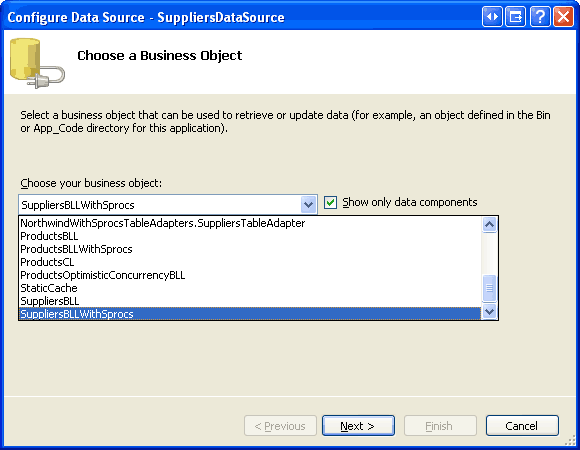 Configure Data Source - SuppliersDataSource
Choose a Business Object
Select a business object that can be used to retrieve or update data (for example, an object defined in the Bin
or App_Code directory for this application).
Choose your business object:
SuppliersBLLWithSprocs
Show only data components
NorthwindWithSprocsTableAdapters.SuppliersTableAdapter
ProductsBLL
ProductsBLLWithSprocs
ProductsCL
ProductsOptimisticConcurrencyBLL
StaticCache
SuppliersBLL
SuppliersBLLWithSprocs
< Previous
Next >
Finish
Cancel